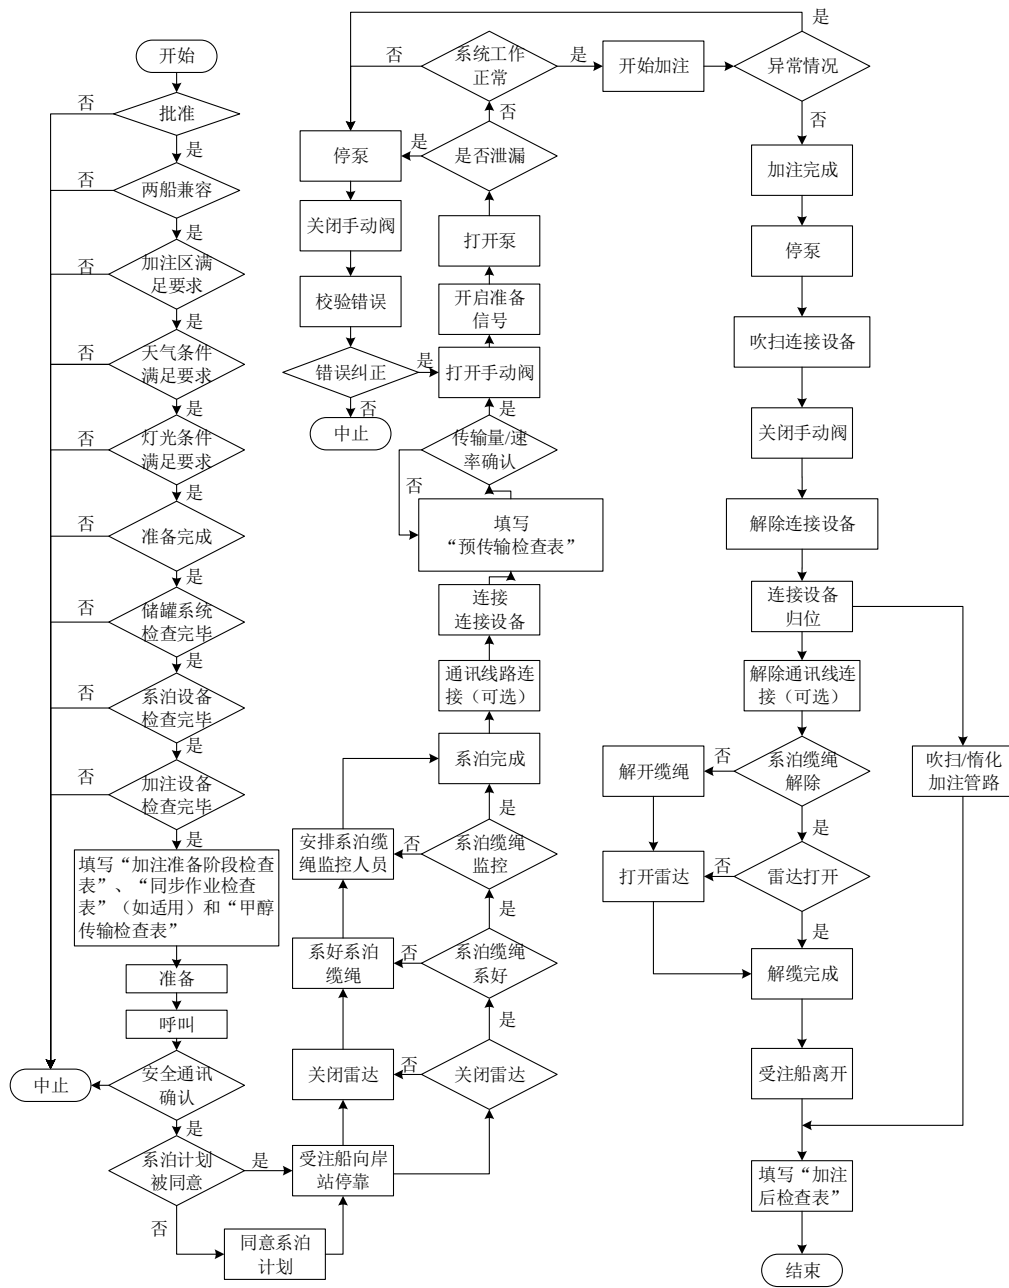 开始
否
批准
是
否
两船兼容
是
否
加注区满
足要求
是
否
天气条件
满足要求
是
否
灯光条件
满足要求
是
否
准备完成
是
否
储罐系统
检查完毕
是
否
系泊设备
检查完毕
是
否
加注设备
检查完毕
是
填写“加注准备阶段检查
表”、“同步作业检查
表”（如适用）和“甲醇
传输检查表”
准备
呼叫
中止
安全通讯
确认
是
系泊计划
被同意
是
否
同意系泊
计划
受注船向岸
站停靠
关闭雷达
否
关闭雷达
是
系好系泊
缆绳
否
系泊缆绳
系好
是
安排系泊缆
绳监控人员
否
系泊缆绳
监控
是
系泊完成
通讯线路连
接（可选）
连接
连接设备
填写
“预传输检查表”
否
传输量/速
率确认
是
打开手动阀
开启准备
信号
打开泵
是否泄漏
是
否
系统工作
正常
否
是
停泵
关闭手动阀
校验错误
错误纠正
是
否
中止
开始加注
异常情况
是
否
加注完成
停泵
吹扫连接设备
关闭手动阀
解除连接设备
连接设备
归位
解除通讯线连
接（可选）
吹扫/惰化
加注管路
系泊缆绳
解除
否
解开缆绳
是
雷达打开
否
打开雷达
是
解缆完成
受注船离开
填写“加注
后检查表”
结束